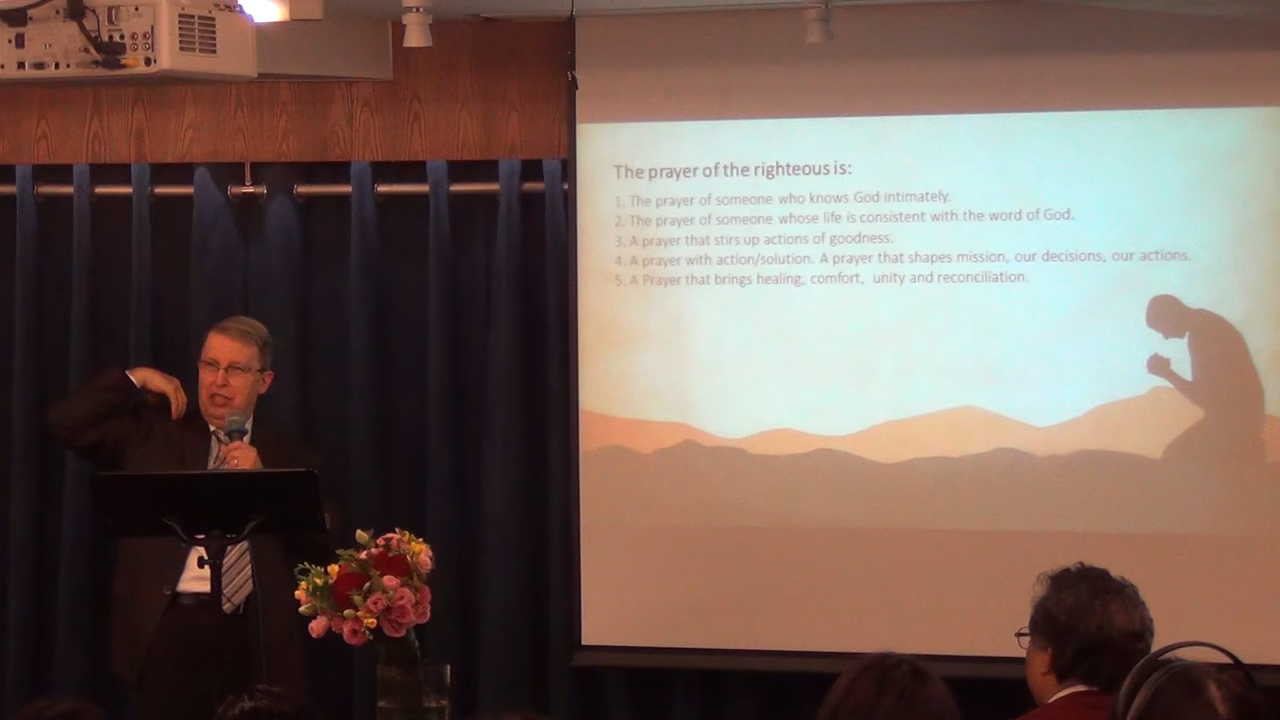 The prayer of the righteous is:
1. The prayer of someone who knows God intimately.
2. The prayer of someone whose life is consistent with the word of God.
3. A prayer that stirs up actions of goodness.
4. A prayer with action/solution. A prayer that shapes mission, our decisions, our actions.
5. A Prayer that brings healing, comfort, unity and reconciliation.